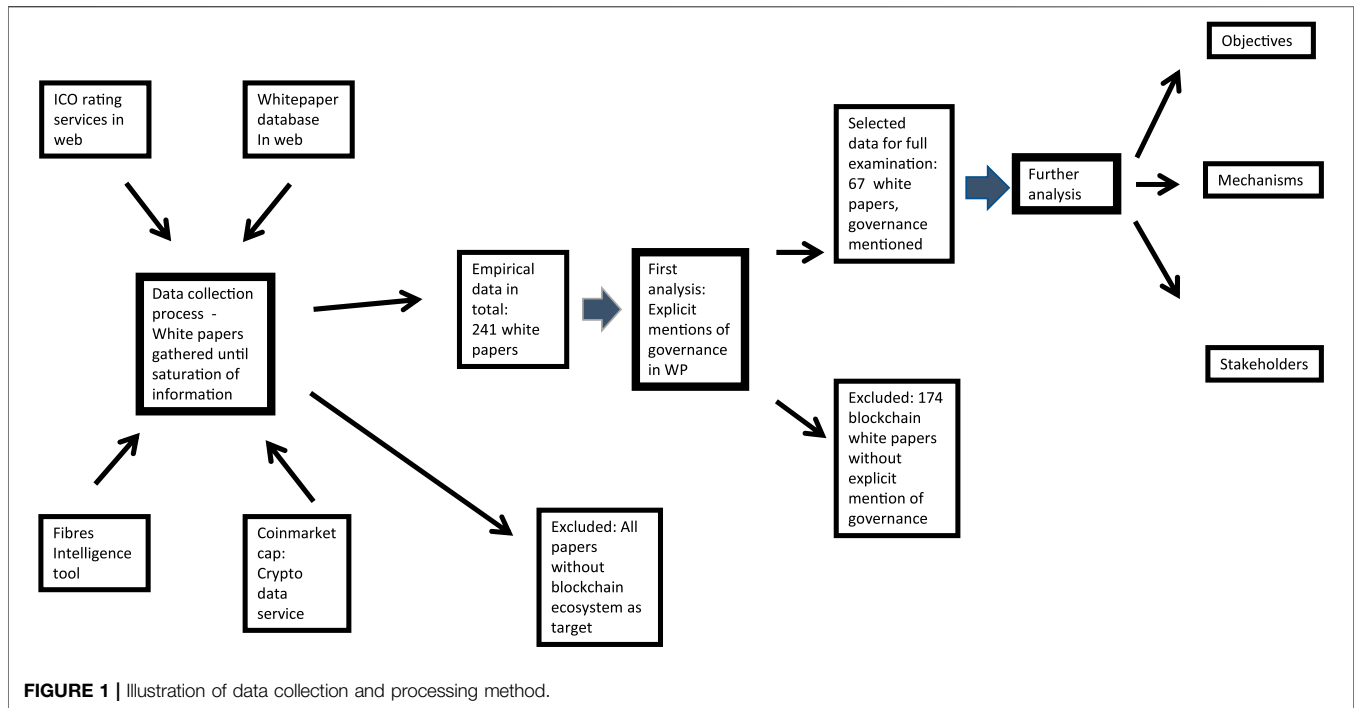 ICO rating
services in
web
Whitepaper
database
In web
Data collection
process -
White papers
gathered until
saturation of
information
Fibres
Intelligence
tool
Coinmarket
cap:
Crypto
data
service
Empirical
data in
total:
241 white
papers
Excluded: All
papers
without
blockchain
ecosystem as
target
First
analysis:
Explicit
mentions of
governance
in WP
Selected
data for full
examination:
67 white
papers,
governance
mentioned
Excluded: 174
blockchain
white papers
without
explicit
mention of
governance
Further
analysis
Objectives
Mechanisms
Stakeholders
FIGURE 1 | Illustration of data collection and processing method.